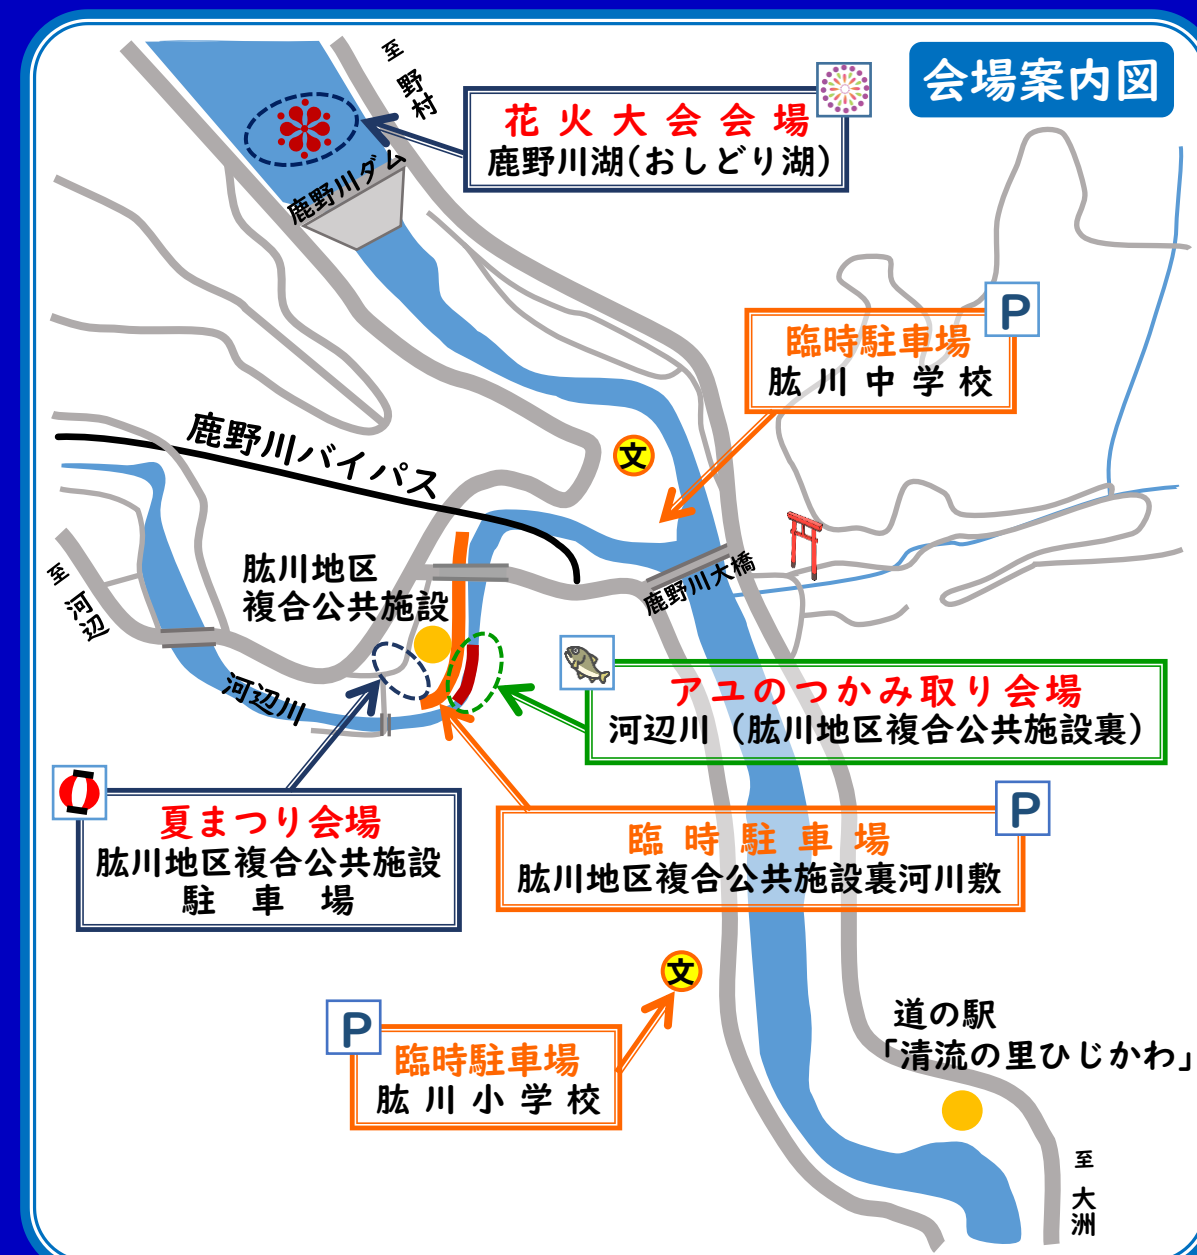 会場案内図
至 野村
花火大会会場
鹿野川湖(おしどり湖)
鹿野川ダム
P
臨時駐車場
肱川中学校
鹿野川バイパス
文
肱川地区
複合公共施設
至 河辺
鹿野川大橋
河辺川
アユのつかみ取り会場
河辺川（肱川地区複合公共施設裏）
夏まつり会場
肱川地区複合公共施設
駐車場
P
臨時駐車場
肱川地区複合公共施設裏河川敷
文
P
臨時駐車場
肱川小学校
道の駅
「清流の里ひじかわ」
至 大洲